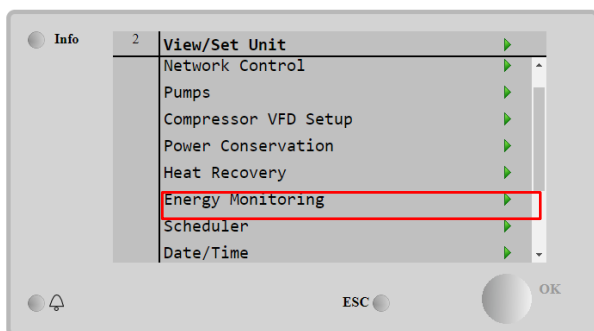 Info
2 View/Set Unit
Network Control
Pumps
Compressor VFD Setup
Power Conservation
Heat Recovery
Energy Monitoring
Scheduler
Date/Time
ESC
OK